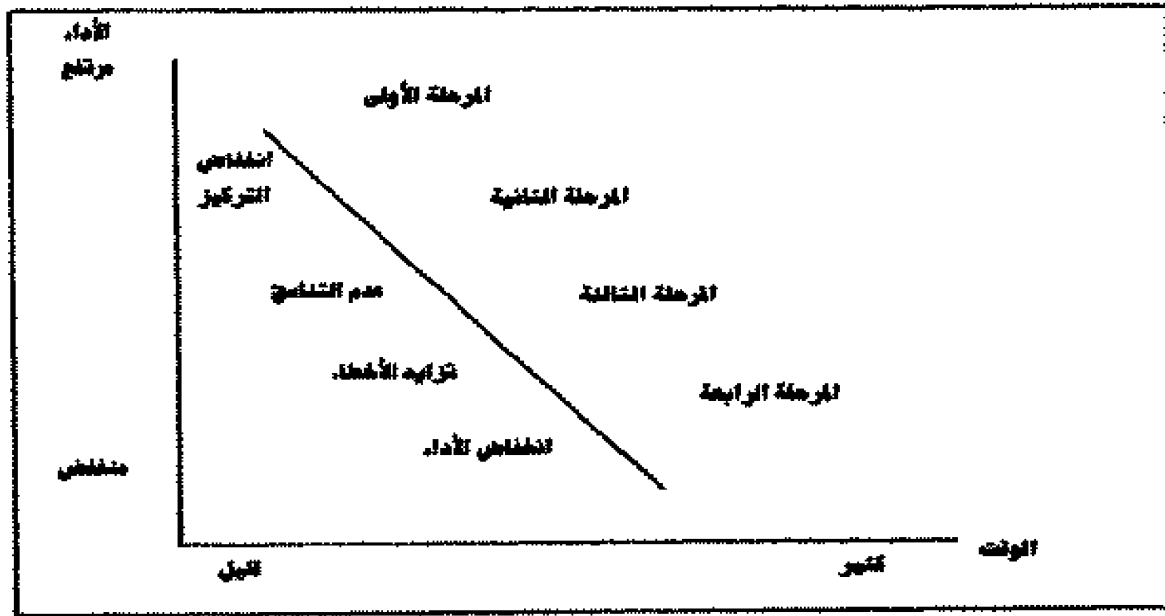 الأداء
مرتفع
المرحلة الأولى
انخفاض
التركيز
المرحلة الثانية
عدم التناسق
المرحلة الثالثة
تزايد الأخطاء
المرحلة الرابعة
انخفاض الأداء
منخفض
الوقت
كثير
قليل